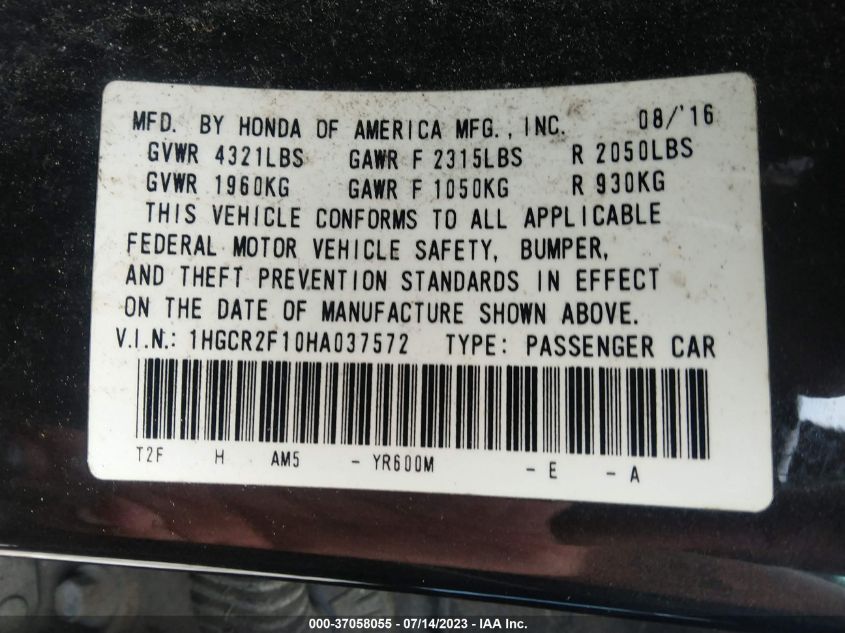 MFD. BY HONDA OF AMERICA MFG., INC. 08/'16
GVWR 4321LBS GAWR F 2315LBS R 2050LBS
GVWR 1960KG GAWR F 1050KG R 930KG
THIS VEHICLE CONFORMS TO ALL APPLICABLE
FEDERAL MOTOR VEHICLE SAFETY, BUMPER,
AND THEFT PREVENTION STANDARDS IN EFFECT
ON THE DATE OF MANUFACTURE SHOWN ABOVE.
V.I.N.: 1HGCR2F10HA037572 TYPE: PASSENGER CAR
T2F H AM5 - YR600M - E - A
000-37058055 - 07/14/2023 - IAA Inc.